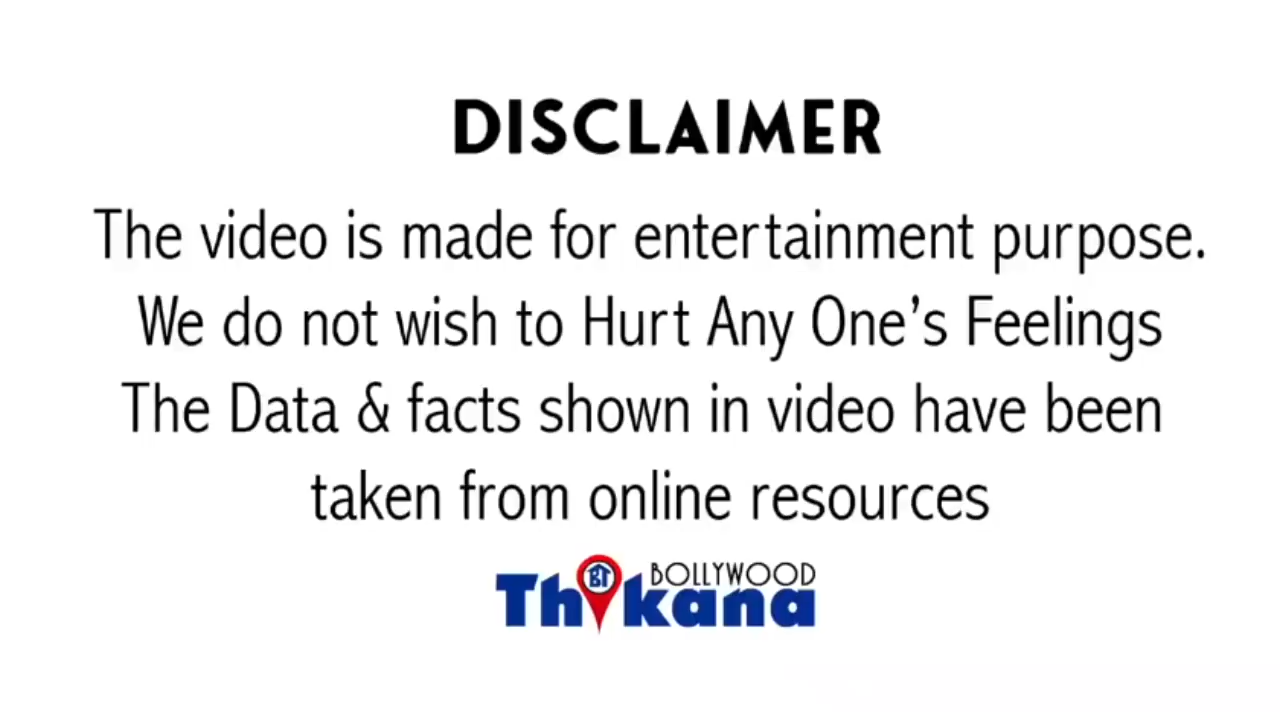 DISCLAIMER
The video is made for entertainment purpose.
We do not wish to Hurt Any One’s Feelings
The Data & facts shown in video have been
taken from online resources
BT
BOLLYWOOD
Thikana